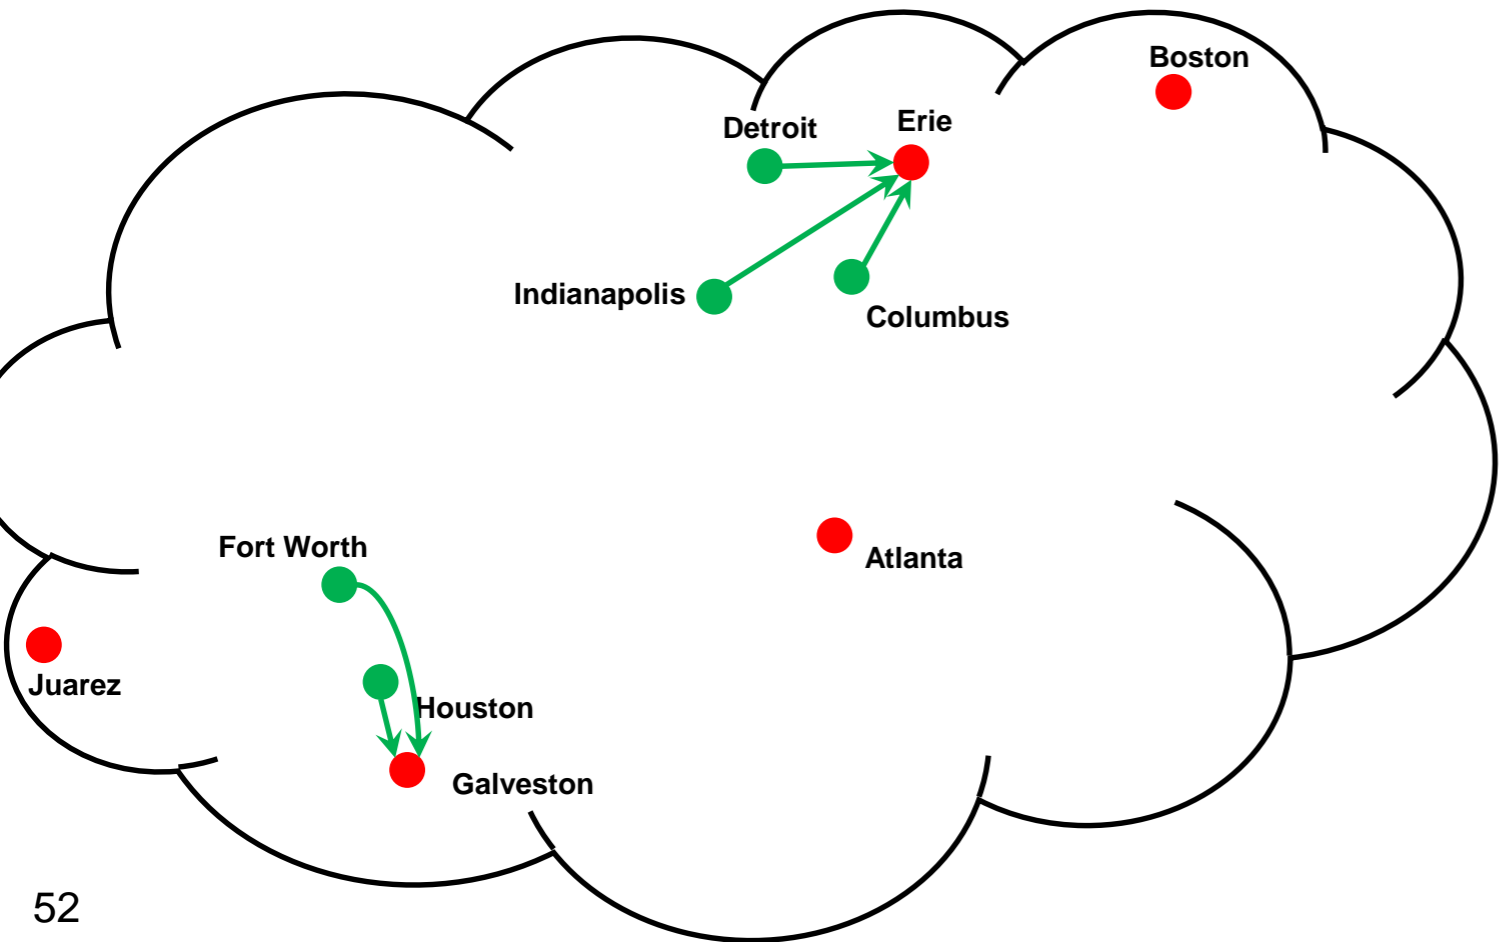 Boston
Erie
Detroit
Indianapolis
Columbus
Fort Worth
Atlanta
Juarez
Houston
Galveston
52